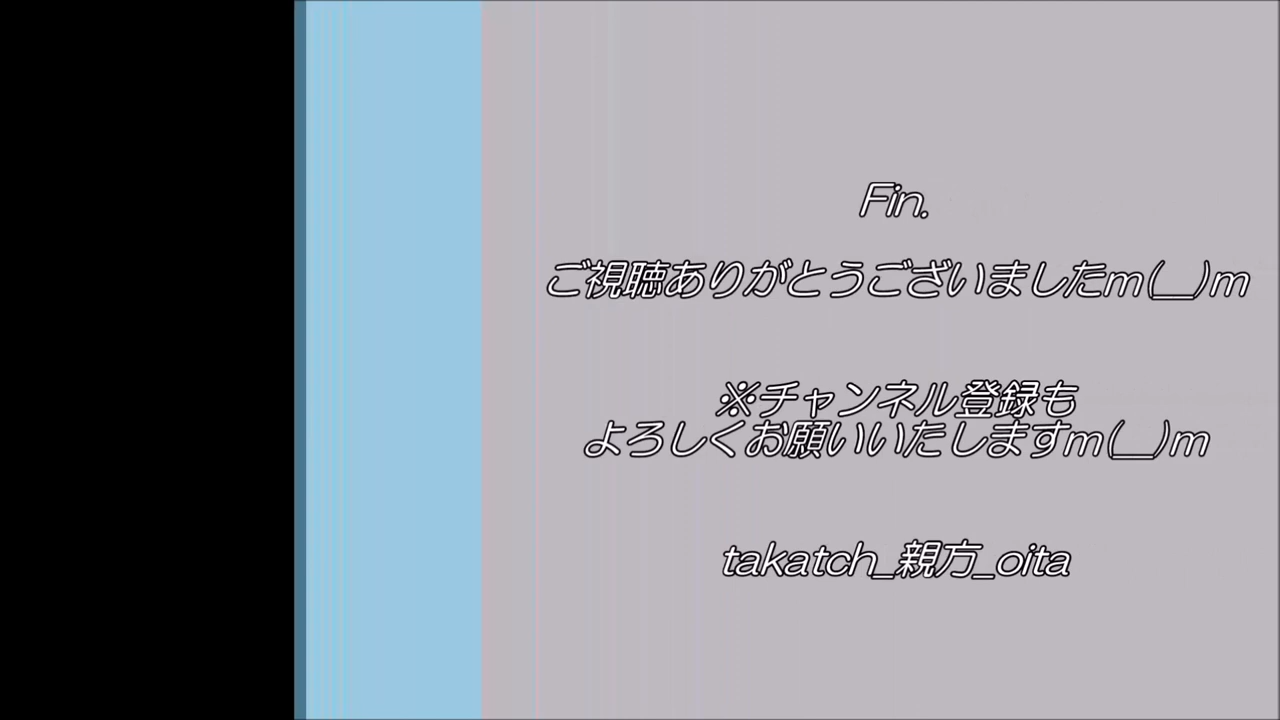 Fin.
ご視聴ありがとうございましたm(__)m
※チャンネル登録も
よろしくお願いいたしますm(__)m
takatch_親方_oita